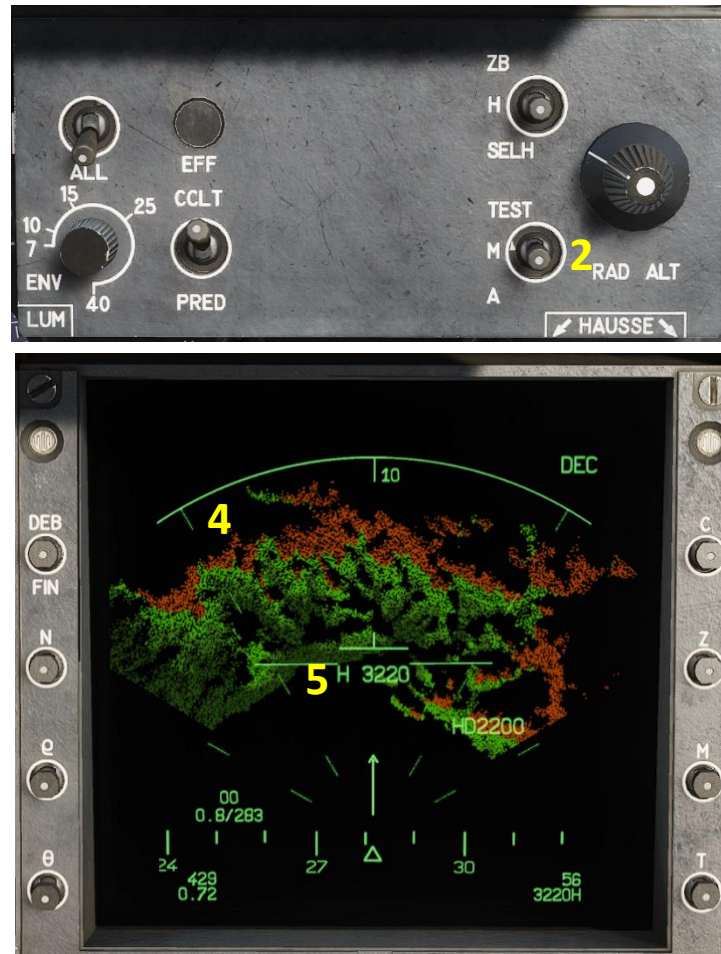 ZB
H
SELH
ALL
EFF
15
25
10
7
CCLT
TEST
M
2
ENV
PRED
A
RAD ALT
LUM
40
HAUSSE
DEC
10
4
DEB
FIN
C
N
Z
5
H 3220
HD2200
ϱ
M
00
0.8/283
24
27
30
θ
429
0.72
56
3220H
T